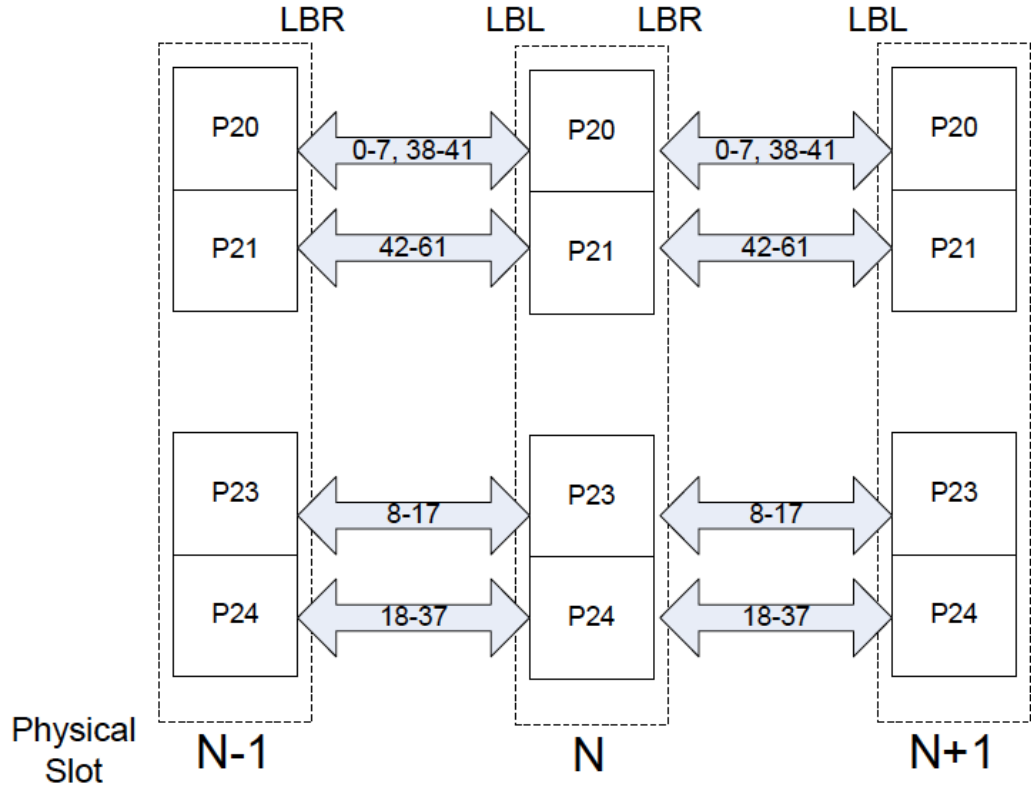 LBR LBL LBR LBL
P20 0-7, 38-41 P20 0-7, 38-41 P20
P21 42-61 P21 42-61 P21
P23 8-17 P23 8-17 P23
P24 18-37 P24 18-37 P24
Physical
Slot
N-1 N N+1